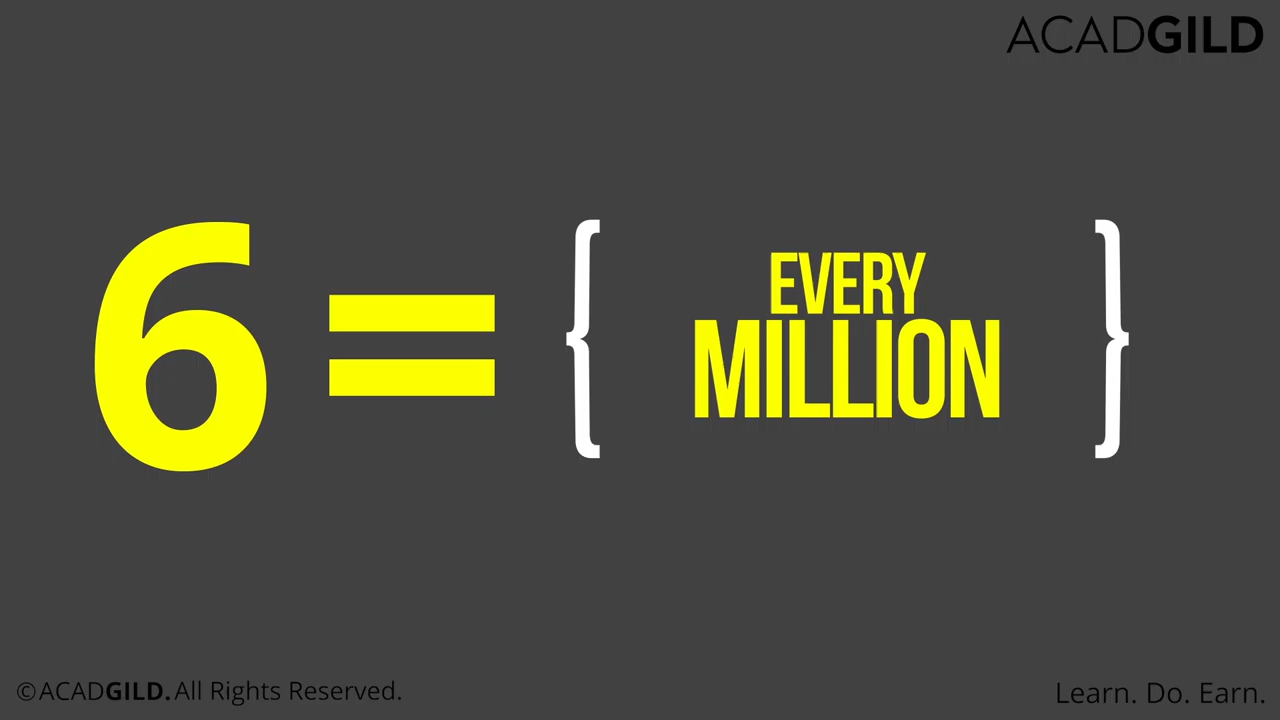 ACADGILD
6 = { EVERY
MILLION }
©ACADGILD. All Rights Reserved.
Learn. Do. Earn.